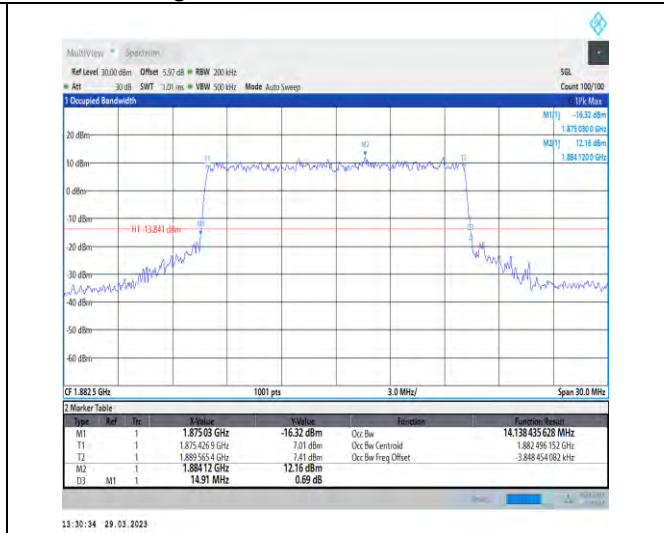 MultiView Spectrum
Ref Level 30.00 dBm Offset 5.97 dB RBW 200 kHz SGL
Att 30 dB SWT 1.01 ms VBW 500 kHz Mode Auto Sweep Count 100/100
1 Occupied Bandwidth 1Pk Max
M1[1] -16.32 dBm
1.875 030 0 GHz
M2[1] 12.16 dBm
1.884 120 0 GHz
20 dBm
M2
T1 T2
10 dBm
0 dBm
-10 dBm
M1 D3
H1 -13.841 dBm
-20 dBm
-30 dBm
-40 dBm
-50 dBm
-60 dBm
CF 1.882 5 GHz 1001 pts 3.0 MHz/ Span 30.0 MHz
2 Marker Table
Type Ref Trc X-Value Y-Value Function Function Result
M1 1 1.875 03 GHz -16.32 dBm Occ Bw 14.138 435 628 MHz
T1 1 1.875 426 9 GHz 7.01 dBm Occ Bw Centroid 1.882 496 152 GHz
T2 1 1.889 565 4 GHz 7.41 dBm Occ Bw Freq Offset -3.848 454 082 kHz
M2 1 1.884 12 GHz 12.16 dBm
D3 M1 1 14.91 MHz 0.69 dB
13:30:34 29.03.2023